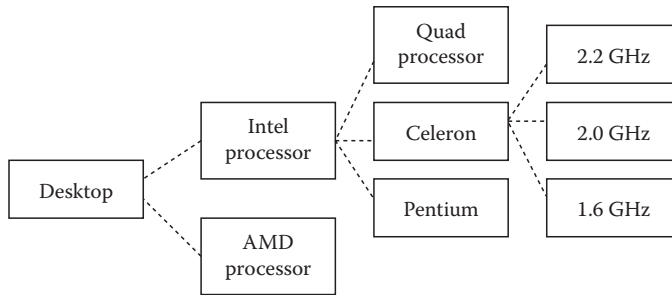 Desktop
Intel
processor
AMD
processor
Quad
processor
Celeron
Pentium
2.2 GHz
2.0 GHz
1.6 GHz